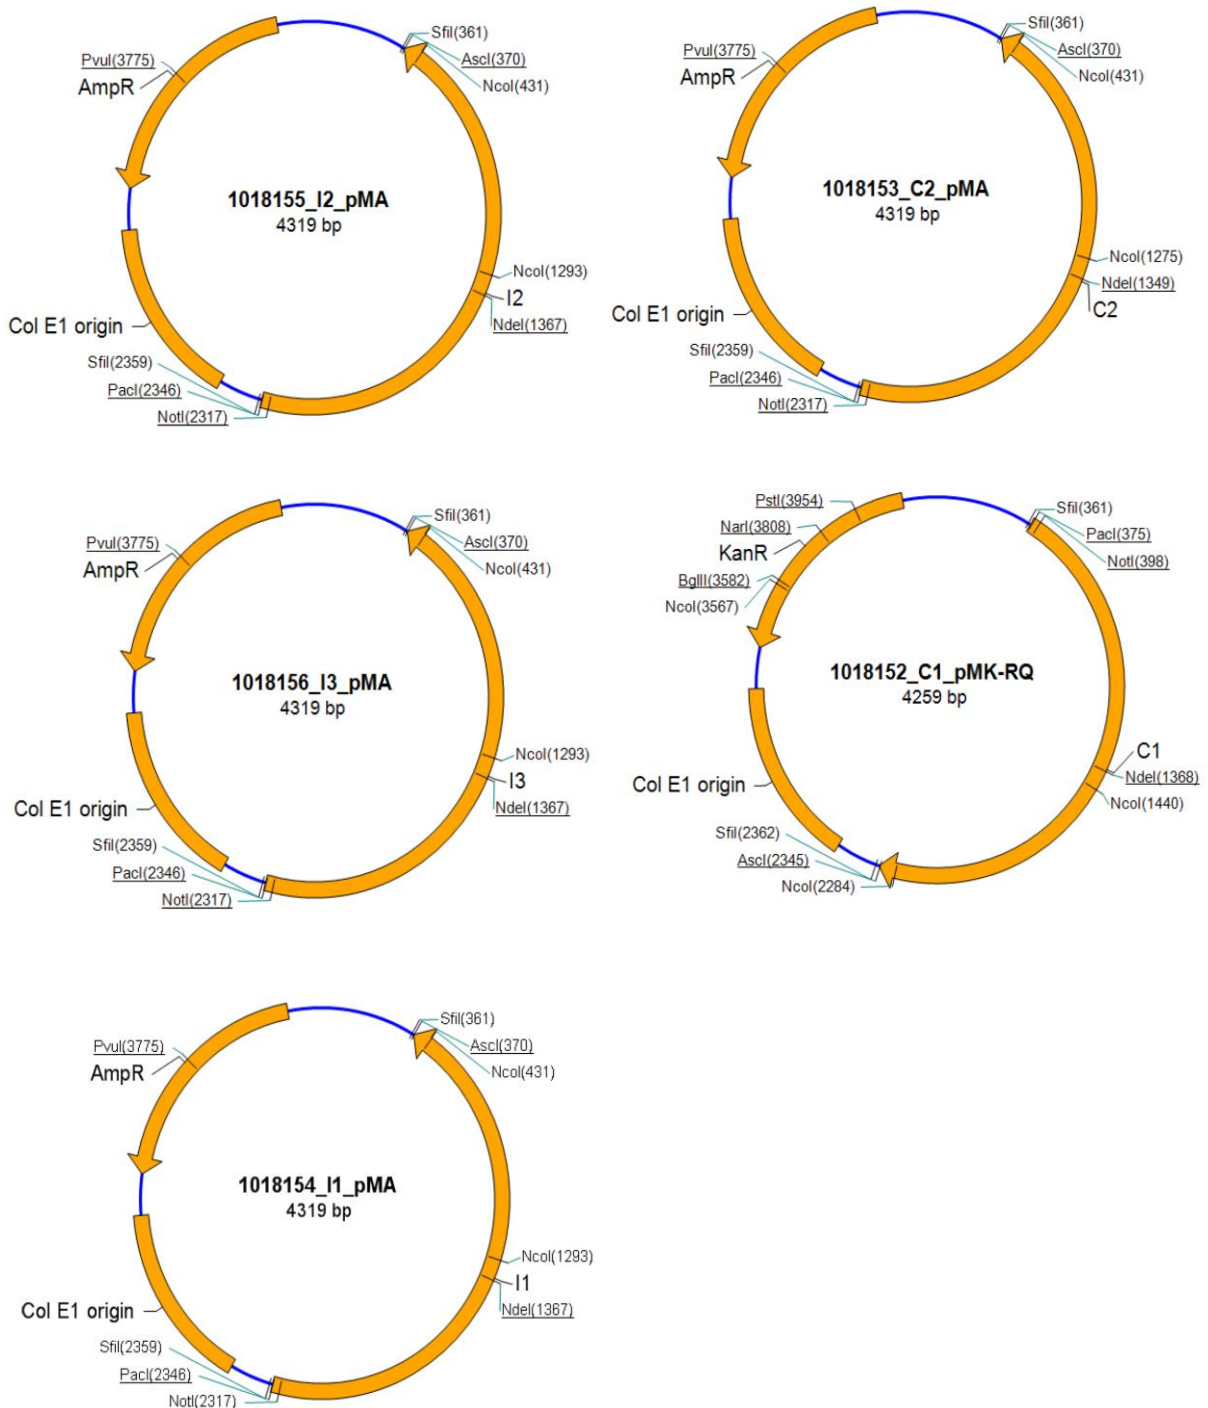 SfiI(361)
AscI(370)
NcoI(431)
PvuI(3775)
AmpR
1018155_I2_pMA
4319 bp
NcoI(1293)
I2
NdeI(1367)
Col E1 origin
SfiI(2359)
PacI(2346)
NotI(2317)
SfiI(361)
AscI(370)
NcoI(431)
PvuI(3775)
AmpR
1018153_C2_pMA
4319 bp
NcoI(1275)
NdeI(1349)
C2
Col E1 origin
SfiI(2359)
PacI(2346)
NotI(2317)
SfiI(361)
AscI(370)
NcoI(431)
PvuI(3775)
AmpR
1018156_I3_pMA
4319 bp
NcoI(1293)
I3
NdeI(1367)
Col E1 origin
SfiI(2359)
PacI(2346)
NotI(2317)
PstI(3954)
NarI(3808)
KanR
BglII(3582)
NcoI(3567)
SfiI(361)
PacI(375)
NotI(398)
1018152_C1_pMK-RQ
4259 bp
C1
NdeI(1368)
NcoI(1440)
Col E1 origin
SfiI(2362)
AscI(2345)
NcoI(2284)
SfiI(361)
AscI(370)
NcoI(431)
PvuI(3775)
AmpR
1018154_I1_pMA
4319 bp
NcoI(1293)
I1
NdeI(1367)
Col E1 origin
SfiI(2359)
PacI(2346)
NotI(2317)